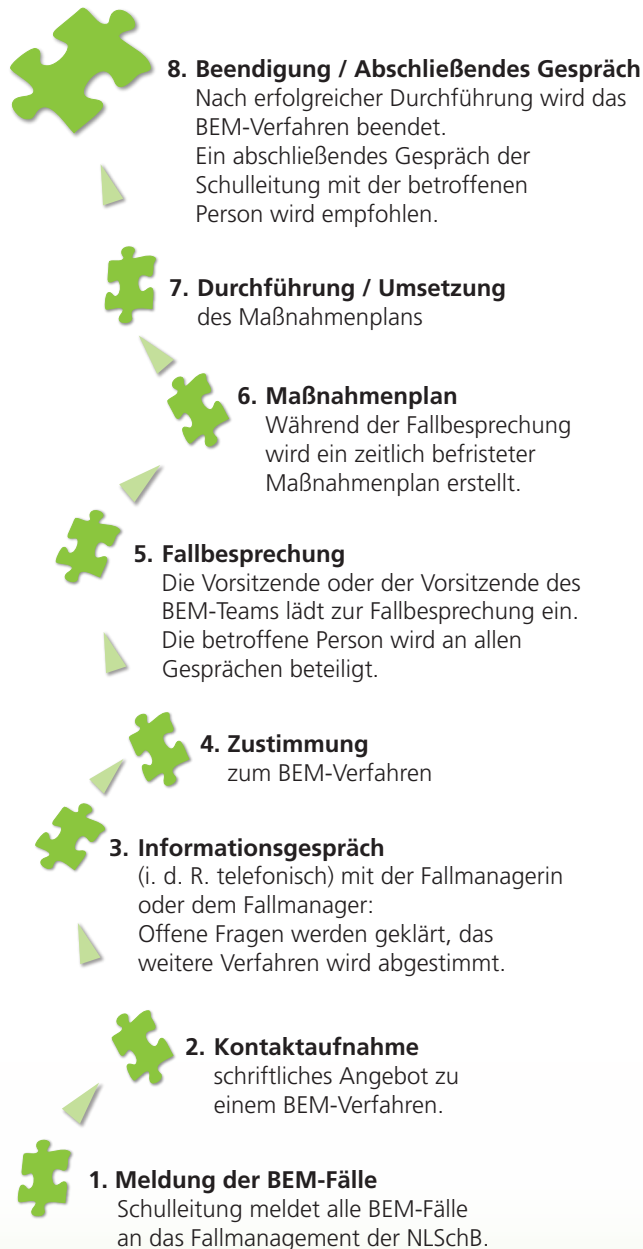 8. Beendigung / Abschließendes Gespräch
Nach erfolgreicher Durchführung wird das
BEM-Verfahren beendet.
Ein abschließendes Gespräch der
Schulleitung mit der betroffenen
Person wird empfohlen.
7. Durchführung / Umsetzung
des Maßnahmenplans
6. Maßnahmenplan
Während der Fallbesprechung
wird ein zeitlich befristeter
Maßnahmenplan erstellt.
5. Fallbesprechung
Die Vorsitzende oder der Vorsitzende des
BEM-Teams lädt zur Fallbesprechung ein.
Die betroffene Person wird an allen
Gesprächen beteiligt.
4. Zustimmung
zum BEM-Verfahren
3. Informationsgespräch
(i. d. R. telefonisch) mit der Fallmanagerin
oder dem Fallmanager:
Offene Fragen werden geklärt, das
weitere Verfahren wird abgestimmt.
2. Kontaktaufnahme
schriftliches Angebot zu
einem BEM-Verfahren.
1. Meldung der BEM-Fälle
Schulleitung meldet alle BEM-Fälle
an das Fallmanagement der NLSchB.